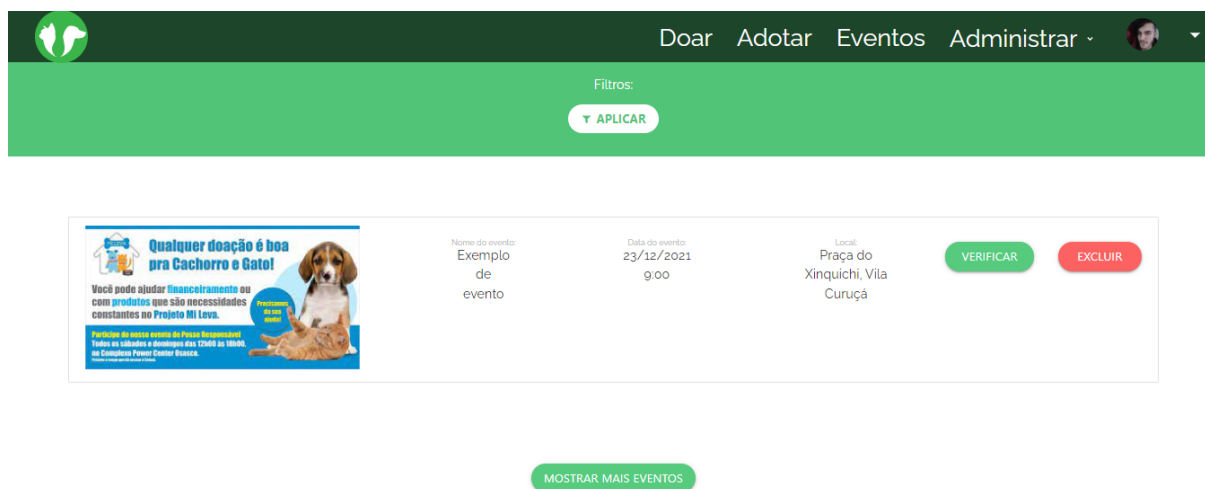 Doar Adotar Eventos Administrar
Filtros:
APLICAR
Qualquer doação é boa
pra Cachorro e Gato!
Você pode ajudar financeiramente ou
com produtos que são necessidades
constantes no Projeto Mi Leva.
Precisamos
da sua
ajuda!
Participe do nosso evento de Posse Responsável
Todos os sábados e domingos das 12h00 às 18h00,
no Complexo Power Center Osasco.
Nome do evento:
Exemplo
de
evento
Data do evento:
23/12/2021
9:00
Local:
Praça do
Xinquichi, Vila
Curuçá
VERIFICAR
EXCLUIR
MOSTRAR MAIS EVENTOS